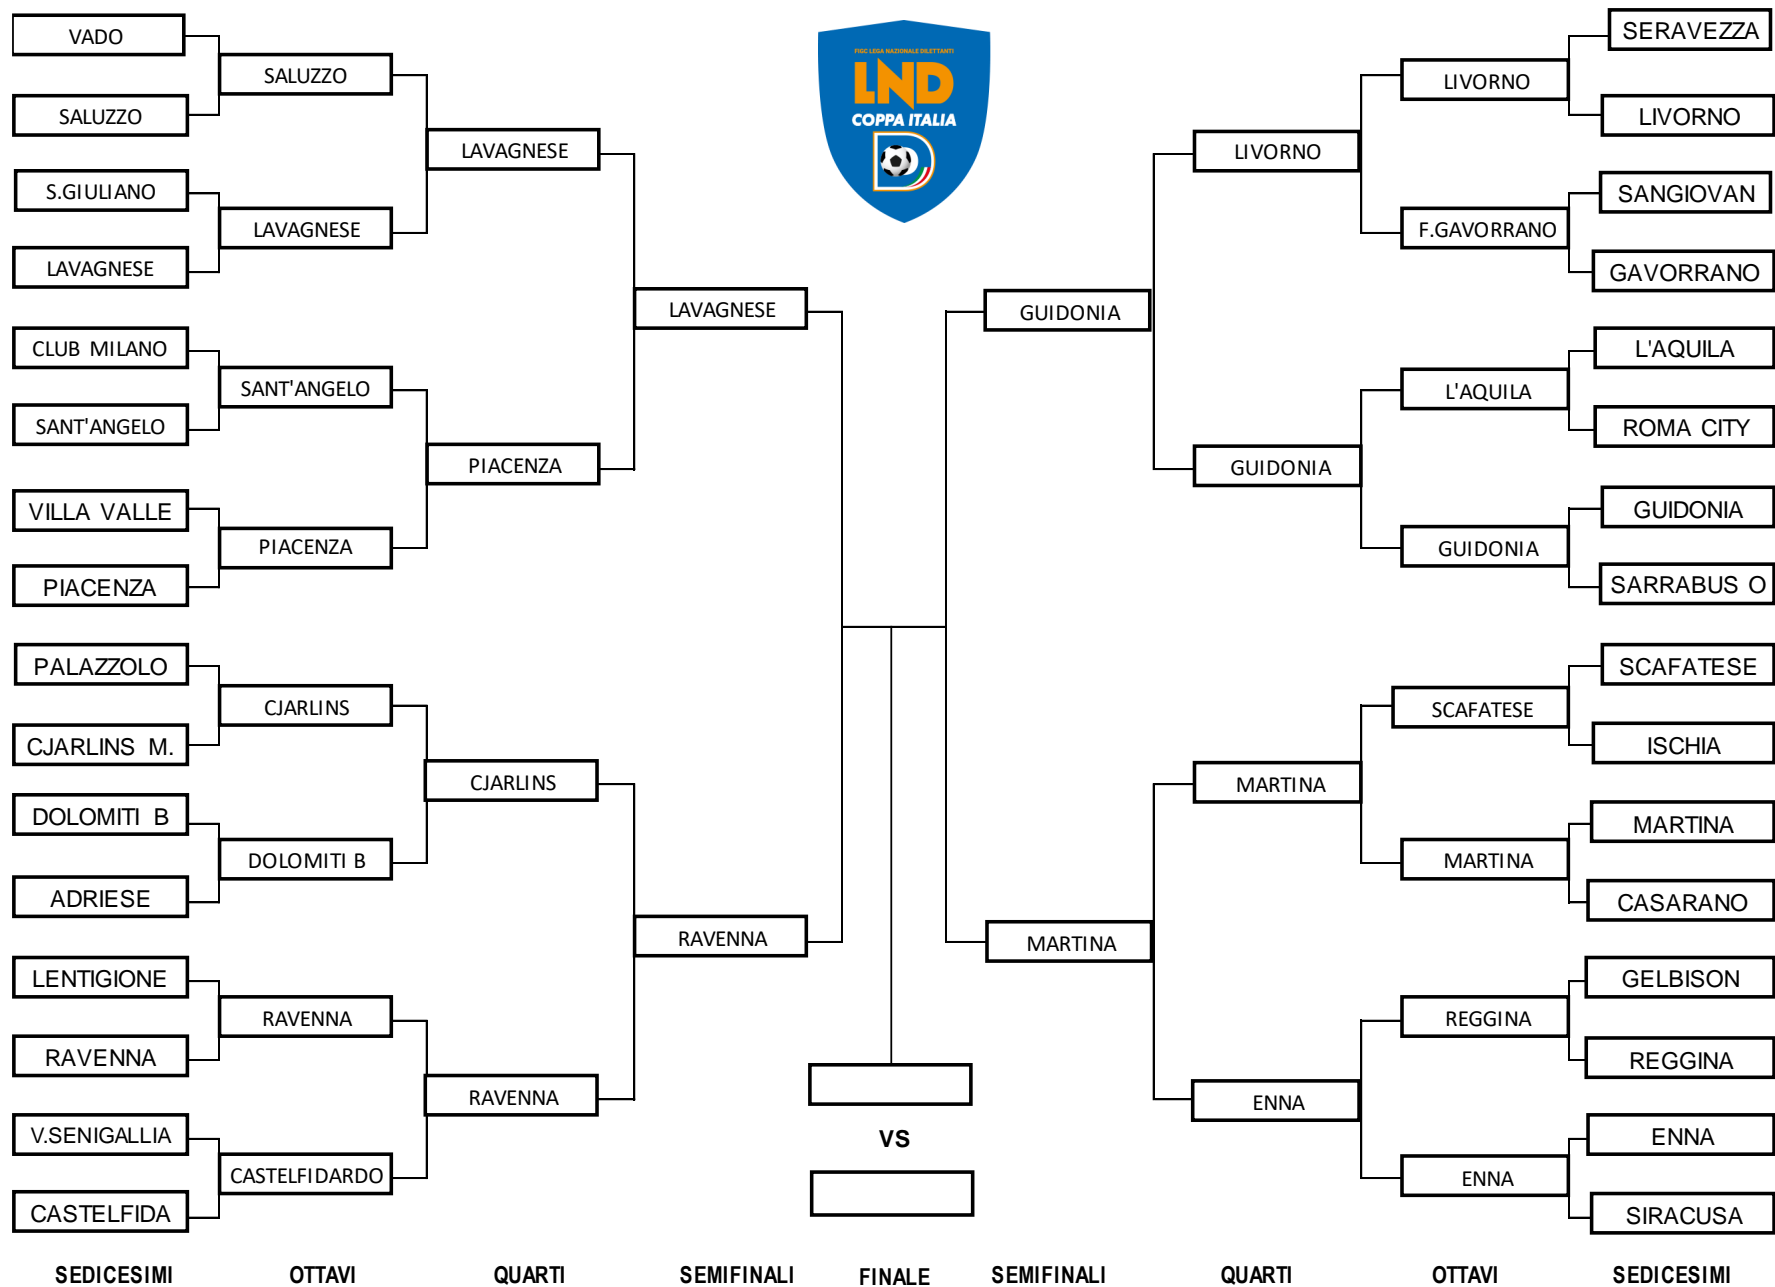 VADO
SALUZZO
S.GIULIANO
LAVAGNESE
CLUB MILANO
SANT'ANGELO
VILLA VALLE
PIACENZA
PALAZZOLO
CJARLINS M.
DOLOMITI B
ADRIESE
LENTIGIONE
RAVENNA
V.SENIGALLIA
CASTELFIDA
SEDICESIMI
SALUZZO
LAVAGNESE
SANT'ANGELO
PIACENZA
CJARLINS
DOLOMITI B
RAVENNA
CASTELFIDARDO
OTTAVI
LAVAGNESE
PIACENZA
CJARLINS
RAVENNA
QUARTI
LAVAGNESE
RAVENNA
SEMIFINALI
FIGC LEGA NAZIONALE DILETTANTI
LND
COPPA ITALIA
D
VS
FINALE
GUIDONIA
MARTINA
SEMIFINALI
LIVORNO
GUIDONIA
MARTINA
ENNA
QUARTI
LIVORNO
F.GAVORRANO
L'AQUILA
GUIDONIA
SCAFATESE
MARTINA
REGGINA
ENNA
OTTAVI
SERAVEZZA
LIVORNO
SANGIOVAN
GAVORRANO
L'AQUILA
ROMA CITY
GUIDONIA
SARRABUS O
SCAFATESE
ISCHIA
MARTINA
CASARANO
GELBISON
REGGINA
ENNA
SIRACUSA
SEDICESIMI